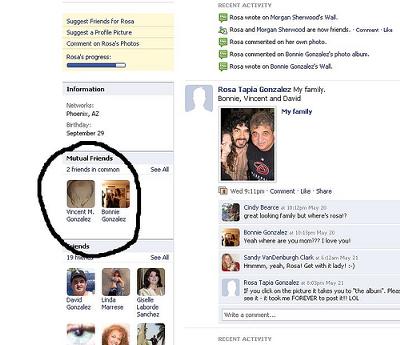 Suggest Friends for Rosa
Suggest a Profile Picture
Comment on Rosa's Photos
Rosa's progress:
Information
Networks:
Phoenix, AZ
Birthday:
September 29
Mutual Friends
2 friends in common
See All
Vincent M. Gonzalez
Bonnie Gonzalez
Friends
19 friends
See All
David Gonzalez
Linda Marrese
Giselle Laborde Sanchez
RECENT ACTIVITY
Rosa wrote on Morgan Sherwood's Wall.
Rosa and Morgan Sherwood are now friends. · Comment · Like
Rosa commented on her own photo.
Rosa commented on Bonnie Gonzalez's photo album.
Rosa wrote on Bonnie Gonzalez's Wall.
Rosa Tapia Gonzalez My family.
Bonnie, Vincent and David
My family
Wed 9:11pm · Comment · Like · Share
Cindy Bearce at 10:12pm May 20
great looking family but where's rosa!?
Bonnie Gonzalez at 10:13pm May 20
Yeah where are you mom??? I love you!
Sandy VanDenburgh Clark at 6:12am May 21
Hmmmm, yeah, Rosa! Get with it lady! :-)
Rosa Tapia Gonzalez at 8:03pm May 21
If you click on the picture it takes you to "the album". Please
see it - it took me FOREVER to post it!!! LOL
Write a comment...
RECENT ACTIVITY